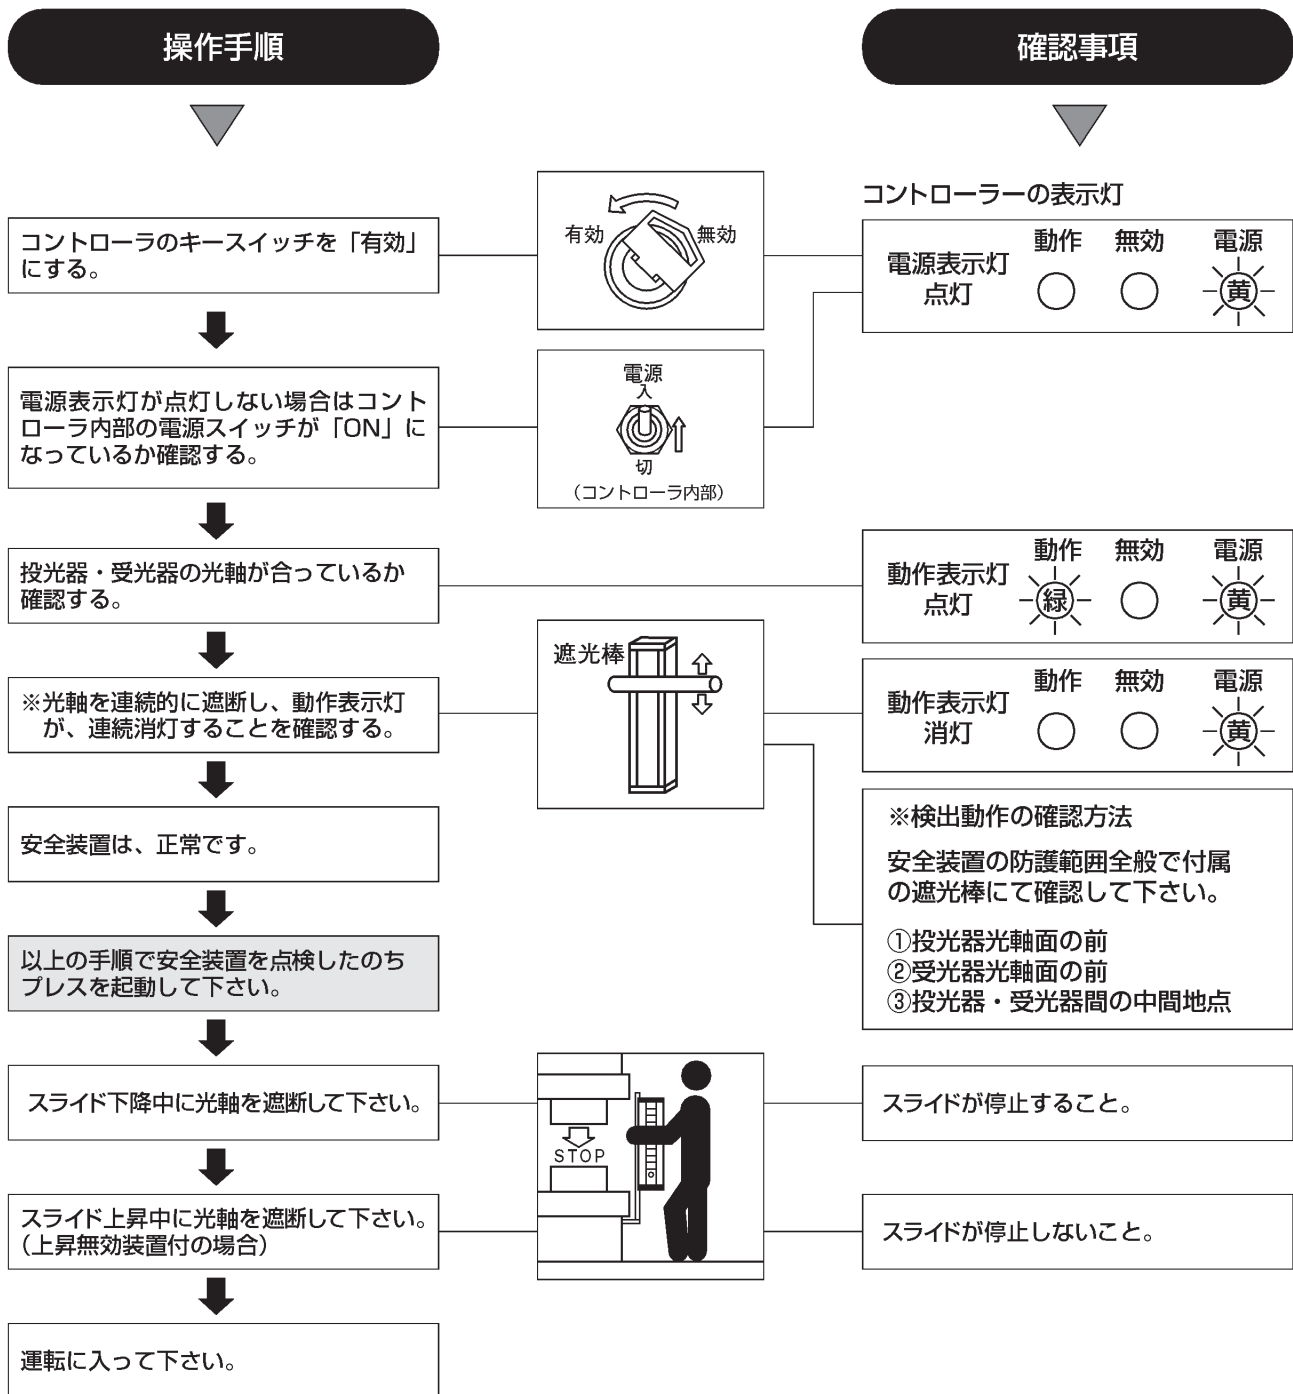 操作手順
確認事項
コントローラーの表示灯
コントローラのキースイッチを「有効」
にする。
有効
無効
電源表示灯
点灯
動作 無効 電源
黄
電源表示灯が点灯しない場合はコント
ローラ内部の電源スイッチが「ON」に
なっているか確認する。
電源
入
切
(コントローラ内部)
投光器・受光器の光軸が合っているか
確認する。
動作表示灯
点灯
動作 無効 電源
緑 黄
※光軸を連続的に遮断し、動作表示灯
が、連続消灯することを確認する。
遮光棒
動作表示灯
消灯
動作 無効 電源
黄
※検出動作の確認方法
安全装置の防護範囲全般で付属
の遮光棒にて確認して下さい。
①投光器光軸面の前
②受光器光軸面の前
③投光器・受光器間の中間地点
安全装置は、正常です。
以上の手順で安全装置を点検したのち
プレスを起動して下さい。
スライド下降中に光軸を遮断して下さい。
STOP
スライドが停止すること。
スライド上昇中に光軸を遮断して下さい。
(上昇無効装置付の場合)
スライドが停止しないこと。
運転に入って下さい。